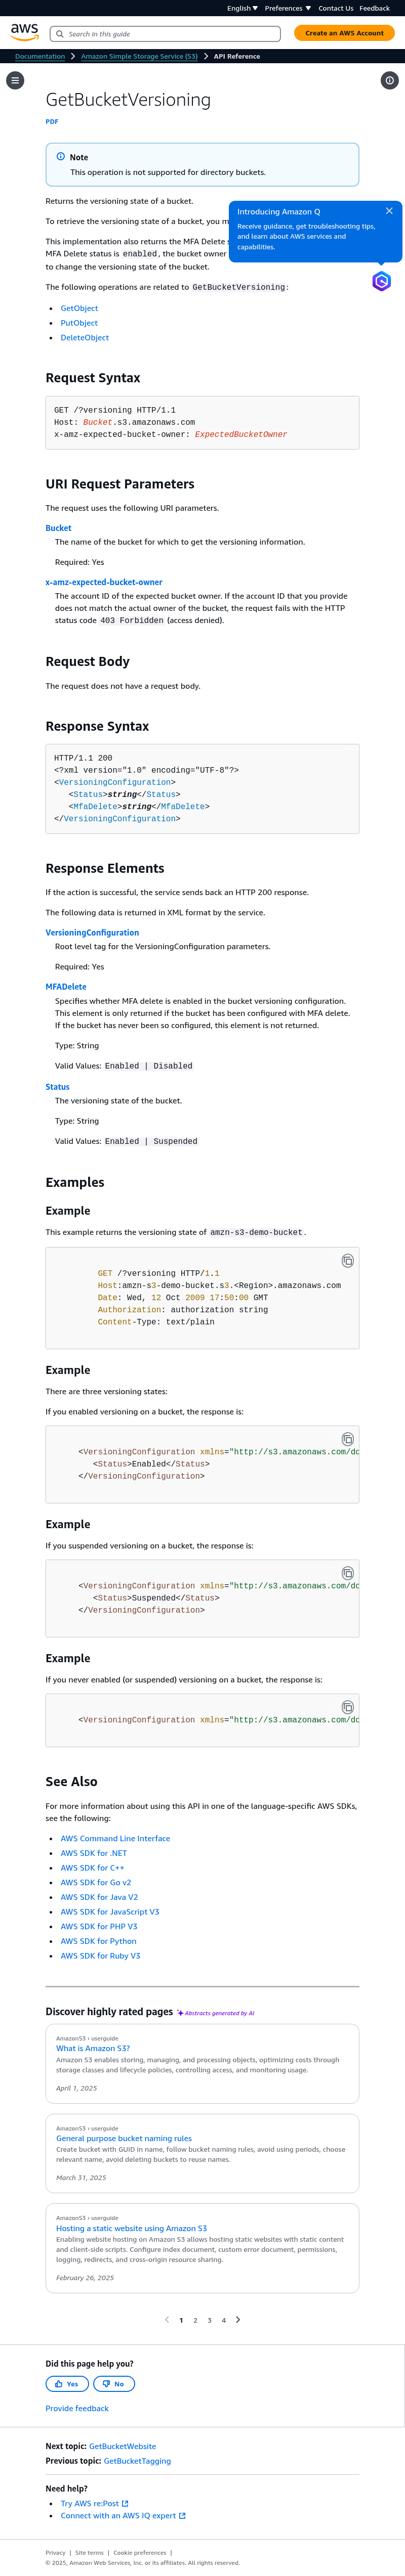 English
Preferences
Contact Us
Feedback
aws
Search in this guide
Create an AWS Account
Documentation
Amazon Simple Storage Service (S3)
API Reference
GetBucketVersioning
PDF
Note
This operation is not supported for directory buckets.
Returns the versioning state of a bucket.
To retrieve the versioning state of a bucket, you
This implementation also returns the MFA Delete
MFA Delete status is enabled, the bucket owner
to change the versioning state of the bucket.
Introducing Amazon Q
Receive guidance, get troubleshooting tips,
and learn about AWS services and
capabilities.
The following operations are related to GetBucketVersioning:
• GetObject
• PutObject
• DeleteObject
Request Syntax
GET /?versioning HTTP/1.1
Host: Bucket.s3.amazonaws.com
x-amz-expected-bucket-owner: ExpectedBucketOwner
URI Request Parameters
The request uses the following URI parameters.
Bucket
The name of the bucket for which to get the versioning information.
Required: Yes
x-amz-expected-bucket-owner
The account ID of the expected bucket owner. If the account ID that you provide
does not match the actual owner of the bucket, the request fails with the HTTP
status code 403 Forbidden (access denied).
Request Body
The request does not have a request body.
Response Syntax
HTTP/1.1 200
<?xml version="1.0" encoding="UTF-8"?>
<VersioningConfiguration>
<Status>string</Status>
<MfaDelete>string</MfaDelete>
</VersioningConfiguration>
Response Elements
If the action is successful, the service sends back an HTTP 200 response.
The following data is returned in XML format by the service.
VersioningConfiguration
Root level tag for the VersioningConfiguration parameters.
Required: Yes
MFADelete
Specifies whether MFA delete is enabled in the bucket versioning configuration.
This element is only returned if the bucket has been configured with MFA delete.
If the bucket has never been so configured, this element is not returned.
Type: String
Valid Values: Enabled | Disabled
Status
The versioning state of the bucket.
Type: String
Valid Values: Enabled | Suspended
Examples
Example
This example returns the versioning state of amzn-s3-demo-bucket.
GET /?versioning HTTP/1.1
Host:amzn-s3-demo-bucket.s3.<Region>.amazonaws.com
Date: Wed, 12 Oct 2009 17:50:00 GMT
Authorization: authorization string
Content-Type: text/plain
Example
There are three versioning states:
If you enabled versioning on a bucket, the response is:
<VersioningConfiguration xmlns="http://s3.amazonaws.com/do
<Status>Enabled</Status>
</VersioningConfiguration>
Example
If you suspended versioning on a bucket, the response is:
<VersioningConfiguration xmlns="http://s3.amazonaws.com/do
<Status>Suspended</Status>
</VersioningConfiguration>
Example
If you never enabled (or suspended) versioning on a bucket, the response is:
<VersioningConfiguration xmlns="http://s3.amazonaws.com/do
See Also
For more information about using this API in one of the language-specific AWS SDKs,
see the following:
• AWS Command Line Interface
• AWS SDK for .NET
• AWS SDK for C++
• AWS SDK for Go v2
• AWS SDK for Java V2
• AWS SDK for JavaScript V3
• AWS SDK for PHP V3
• AWS SDK for Python
• AWS SDK for Ruby V3
Discover highly rated pages
Abstracts generated by AI
AmazonS3 › userguide
What is Amazon S3?
Amazon S3 enables storing, managing, and processing objects, optimizing costs through
storage classes and lifecycle policies, controlling access, and monitoring usage.
April 1, 2025
AmazonS3 › userguide
General purpose bucket naming rules
Create bucket with GUID in name, follow bucket naming rules, avoid using periods, choose
relevant name, avoid deleting buckets to reuse names.
March 31, 2025
AmazonS3 › userguide
Hosting a static website using Amazon S3
Enabling website hosting on Amazon S3 allows hosting static websites with static content
and client-side scripts. Configure index document, custom error document, permissions,
logging, redirects, and cross-origin resource sharing.
February 26, 2025
1 2 3 4
Did this page help you?
Yes
No
Provide feedback
Next topic: GetBucketWebsite
Previous topic: GetBucketTagging
Need help?
• Try AWS re:Post
• Connect with an AWS IQ expert
Privacy | Site terms | Cookie preferences |
© 2025, Amazon Web Services, Inc. or its affiliates. All rights reserved.